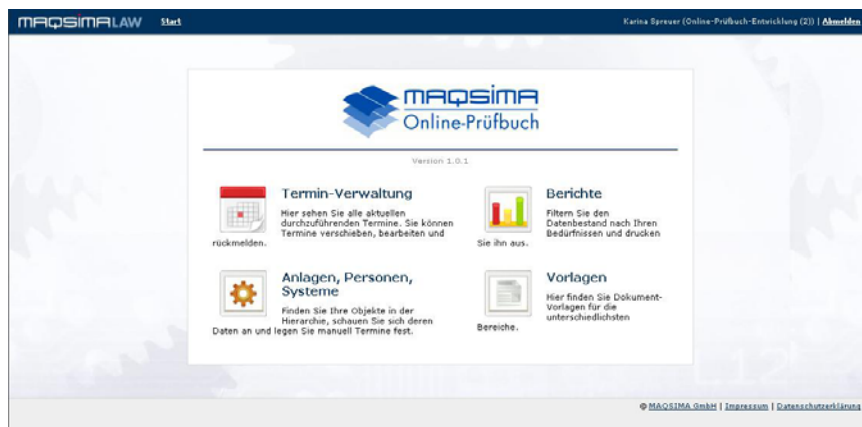 MAQSIMA LAW Start Karina Spreuer (Online-Prüfbuch-Entwicklung (2)) | Abmelden
MAQSIMA
Online-Prüfbuch
Version 1.0.1
Termin-Verwaltung
Hier sehen Sie alle aktuellen
durchzuführenden Termine. Sie können
Termine verschieben, bearbeiten und
rückmelden.
Berichte
Filtern Sie den
Datenbestand nach Ihren
Bedürfnissen und drucken
Sie ihn aus.
Anlagen, Personen,
Systeme
Finden Sie Ihre Objekte in der
Hierarchie, schauen Sie sich deren
Daten an und legen Sie manuell Termine fest.
Vorlagen
Hier finden Sie Dokument-
Vorlagen für die
unterschiedlichsten
Bereiche.
© MAQSIMA GmbH | Impressum | Datenschutzerklärung